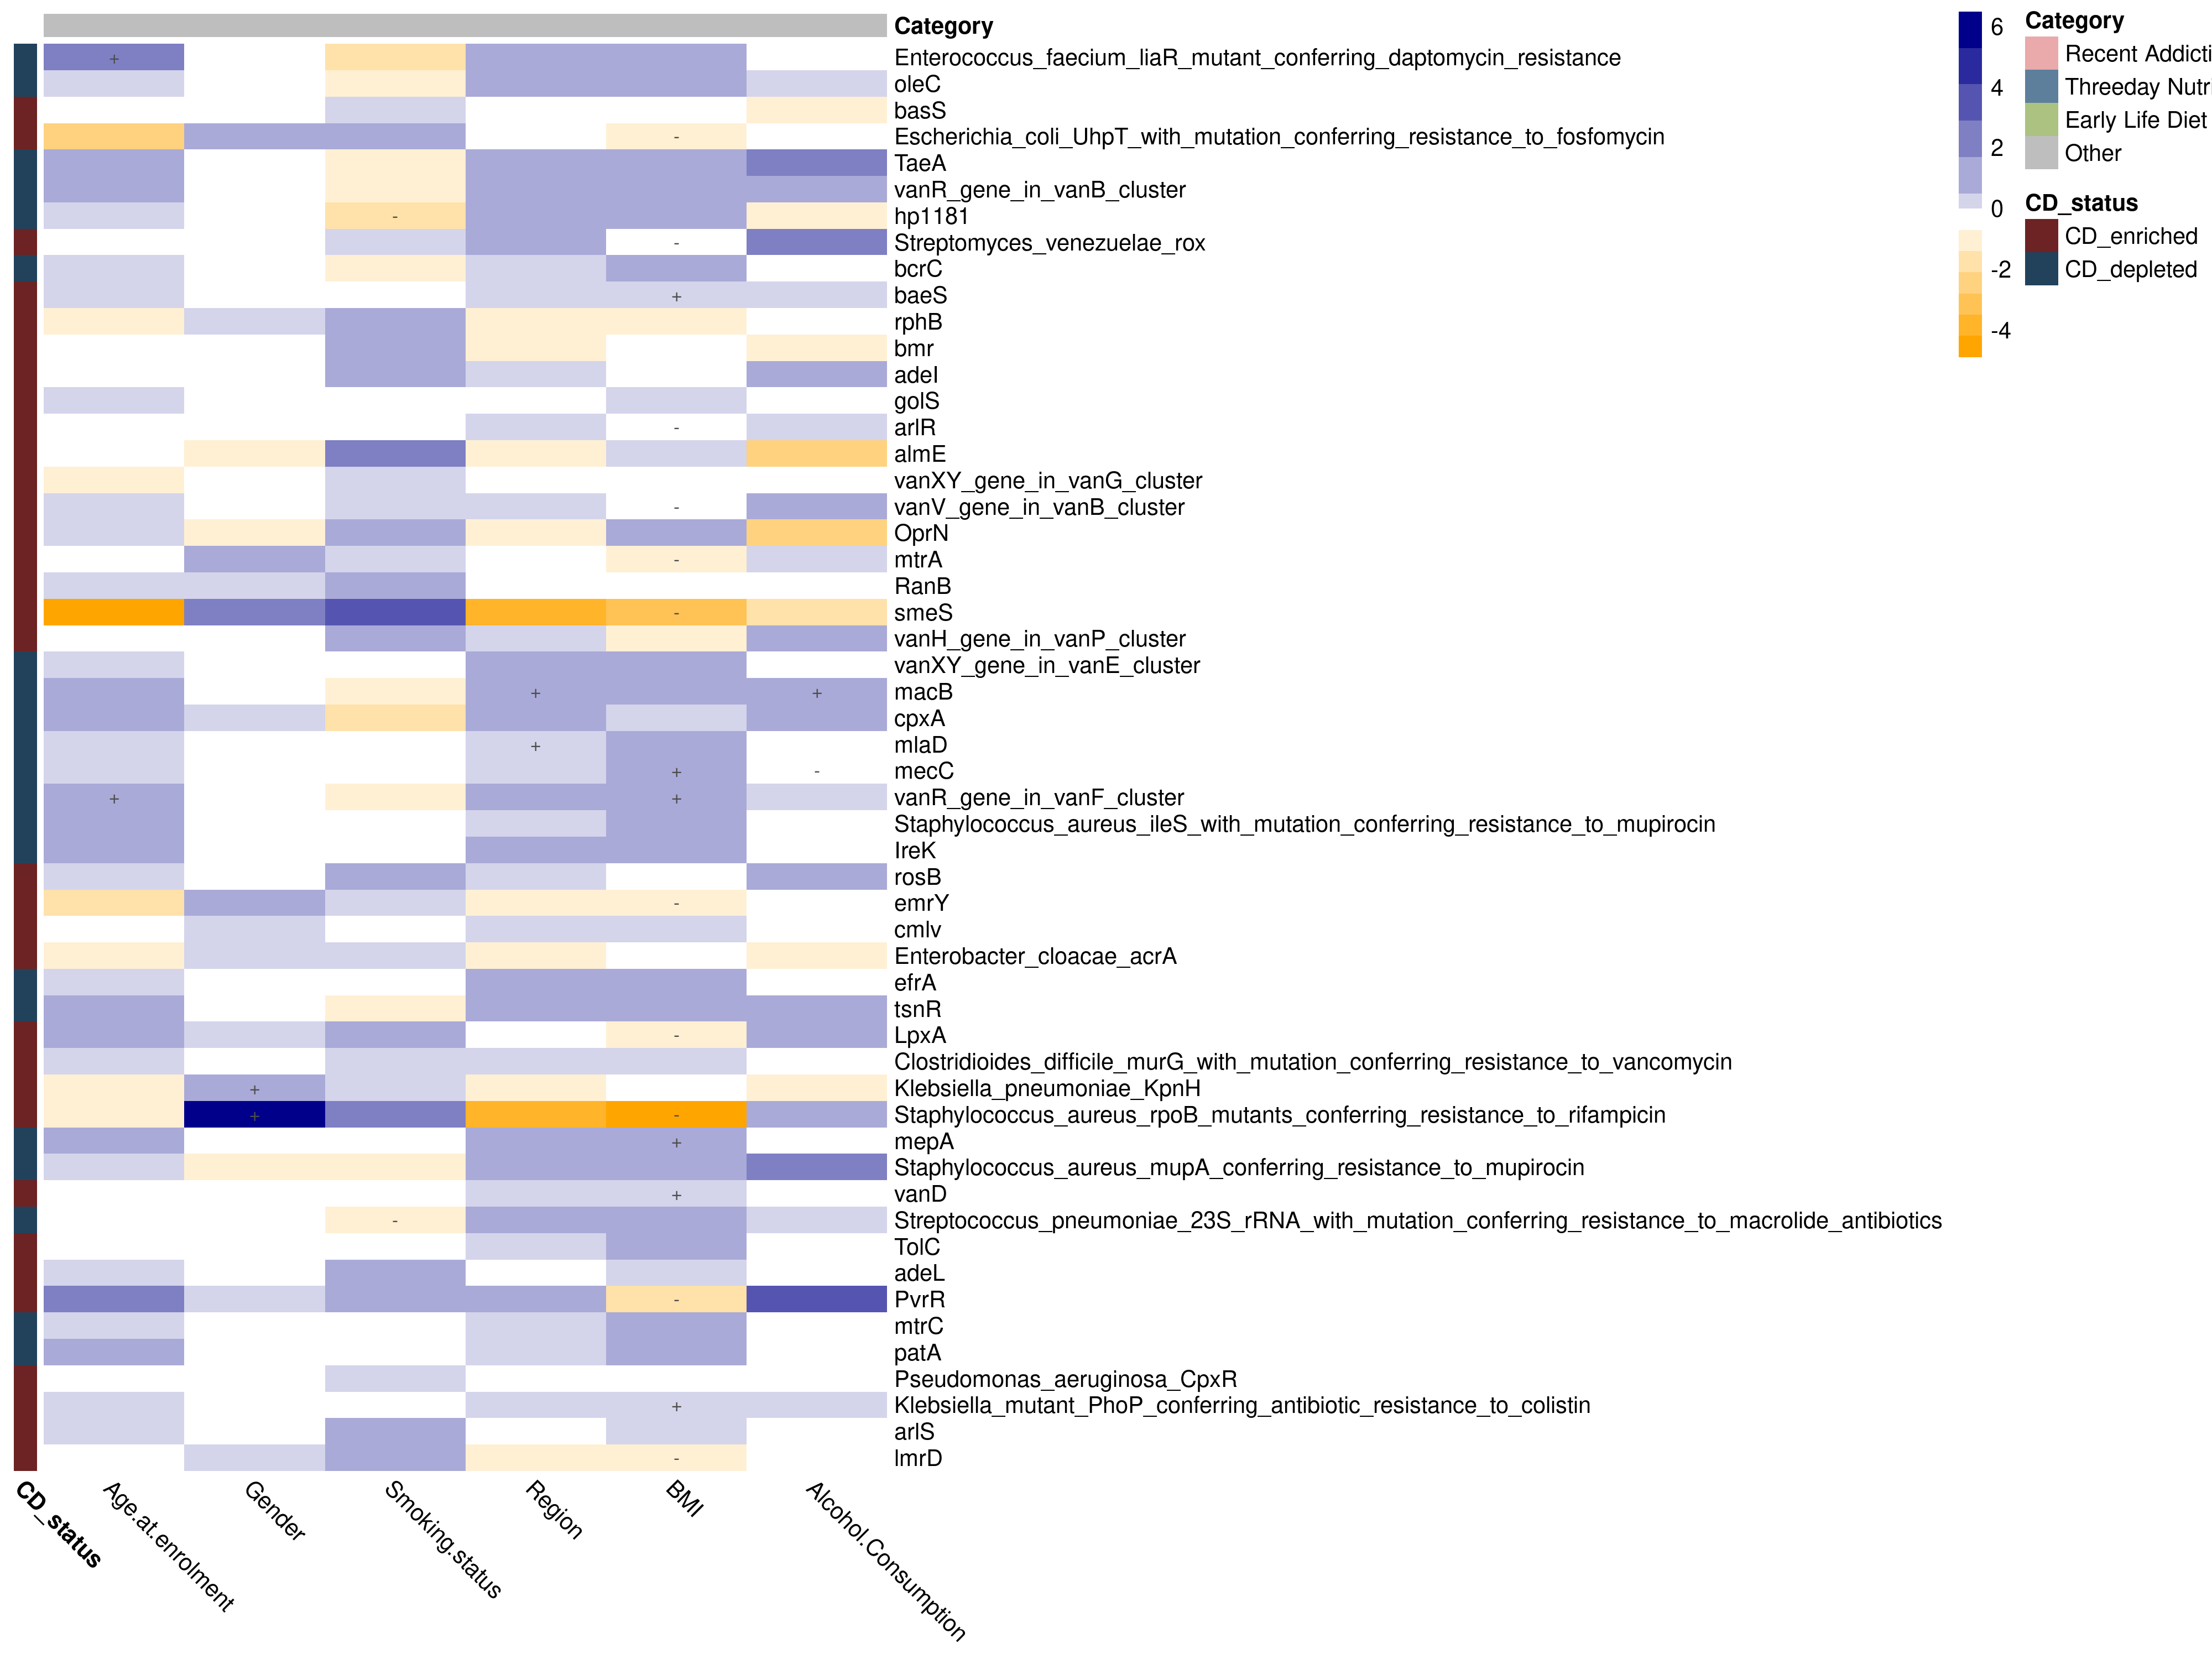 Category
Enterococcus_faecium_liaR_mutant_conferring_daptomycin_resistance
+
oleC
basS
Escherichia_coli_UhpT_with_mutation_conferring_resistance_to_fosfomycin
-
TaeA
vanR_gene_in_vanB_cluster
- hp1181
- Streptomyces_venezuelae_rox
bcrC
+ baeS
rphB
bmr
adeI
golS
- arlR
almE
vanXY_gene_in_vanG_cluster
- vanV_gene_in_vanB_cluster
OprN
- mtrA
RanB
- smeS
vanH_gene_in_vanP_cluster
vanXY_gene_in_vanE_cluster
+ + macB
cpxA
+ mlaD
+ - mecC
+ + vanR_gene_in_vanF_cluster
Staphylococcus_aureus_ileS_with_mutation_conferring_resistance_to_mupirocin
IreK
rosB
- emrY
cmlv
Enterobacter_cloacae_acrA
efrA
tsnR
- LpxA
Clostridioides_difficile_murG_with_mutation_conferring_resistance_to_vancomycin
+ Klebsiella_pneumoniae_KpnH
+ - Staphylococcus_aureus_rpoB_mutants_conferring_resistance_to_rifampicin
+ mepA
Staphylococcus_aureus_mupA_conferring_resistance_to_mupirocin
+ vanD
- Streptococcus_pneumoniae_23S_rRNA_with_mutation_conferring_resistance_to_macrolide_antibiotics
TolC
adeL
- PvrR
mtrC
patA
Pseudomonas_aeruginosa_CpxR
+ Klebsiella_mutant_PhoP_conferring_antibiotic_resistance_to_colistin
arlS
- lmrD
CD_status
Age.at.enrolment
Gender
Smoking.status
Region
BMI
Alcohol.Consumption
6
4
2
0
-2
-4
Category
Recent Addicti
Threeday Nutr
Early Life Diet
Other
CD_status
CD_enriched
CD_depleted